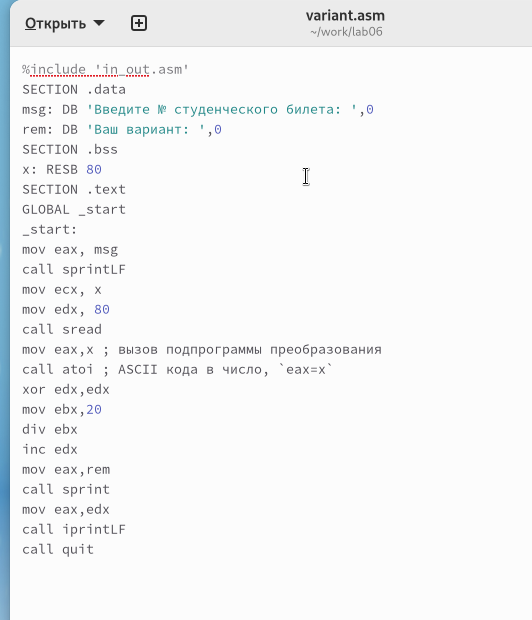 Открыть
variant.asm
~/work/lab06
%include 'in_out.asm'
SECTION .data
msg: DB 'Введите № студенческого билета: ',0
rem: DB 'Ваш вариант: ',0
SECTION .bss
x: RESB 80
SECTION .text
GLOBAL _start
_start:
mov eax, msg
call sprintLF
mov ecx, x
mov edx, 80
call sread
mov eax,x ; вызов подпрограммы преобразования
call atoi ; ASCII кода в число, `eax=x`
xor edx,edx
mov ebx,20
div ebx
inc edx
mov eax,rem
call sprint
mov eax,edx
call iprintLF
call quit